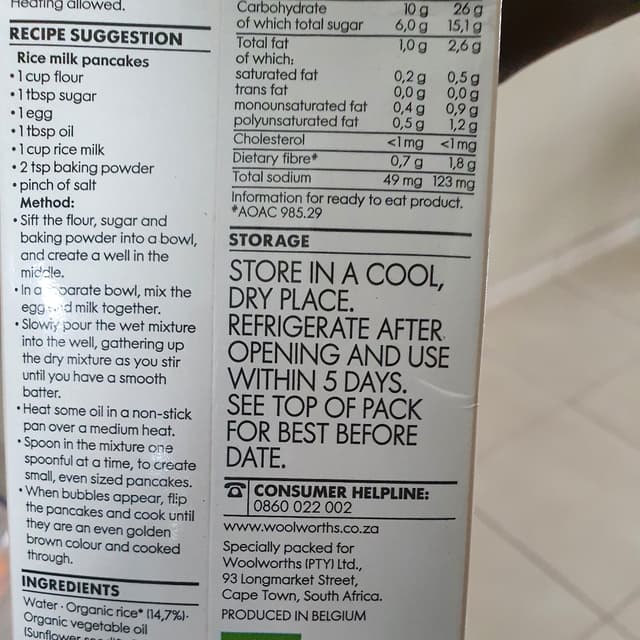 Heating allowed.
RECIPE SUGGESTION
Rice milk pancakes
• 1 cup flour
• 1 tbsp sugar
• 1 egg
• 1 tbsp oil
• 1 cup rice milk
• 2 tsp baking powder
• pinch of salt
Method:
• Sift the flour, sugar and
baking powder into a bowl,
and create a well in the
middle.
• In a separate bowl, mix the
egg and milk together.
• Slowly pour the wet mixture
into the well, gathering up
the dry mixture as you stir
until you have a smooth
batter.
• Heat some oil in a non-stick
pan over a medium heat.
• Spoon in the mixture one
spoonful at a time, to create
small, even sized pancakes.
• When bubbles appear, flip
the pancakes and cook until
they are an even golden
brown colour and cooked
through.
INGREDIENTS
Water · Organic rice* (14,7%) ·
Organic vegetable oil
(Sunflower
Carbohydrate 10 g 26 g
of which total sugar 6,0 g 15,1 g
Total fat 1,0 g 2,6 g
of which:
saturated fat 0,2 g 0,5 g
trans fat 0,0 g 0,0 g
monounsaturated fat 0,4 g 0,9 g
polyunsaturated fat 0,5 g 1,2 g
Cholesterol <1 mg <1 mg
Dietary fibre* 0,7 g 1,8 g
Total sodium 49 mg 123 mg
Information for ready to eat product.
*AOAC 985.29
STORAGE
STORE IN A COOL,
DRY PLACE.
REFRIGERATE AFTER
OPENING AND USE
WITHIN 5 DAYS.
SEE TOP OF PACK
FOR BEST BEFORE
DATE.
CONSUMER HELPLINE:
0860 022 002
www.woolworths.co.za
Specially packed for
Woolworths (PTY) Ltd.,
93 Longmarket Street,
Cape Town, South Africa.
PRODUCED IN BELGIUM